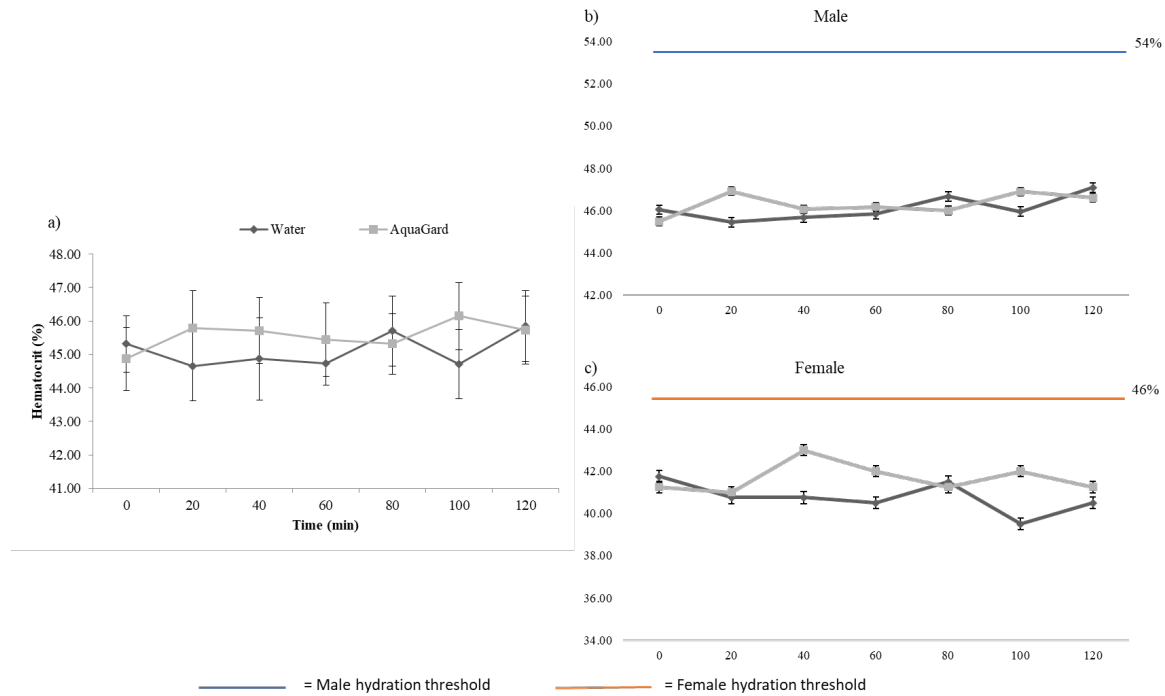 a)
Water
AquaGard
Hematocrit (%)
48.00
47.00
46.00
45.00
44.00
43.00
42.00
41.00
0 20 40 60 80 100 120
Time (min)
b)
Male
54%
54.00
52.00
50.00
48.00
46.00
44.00
42.00
0 20 40 60 80 100 120
c)
Female
46%
46.00
44.00
42.00
40.00
38.00
36.00
34.00
0 20 40 60 80 100 120
= Male hydration threshold
= Female hydration threshold